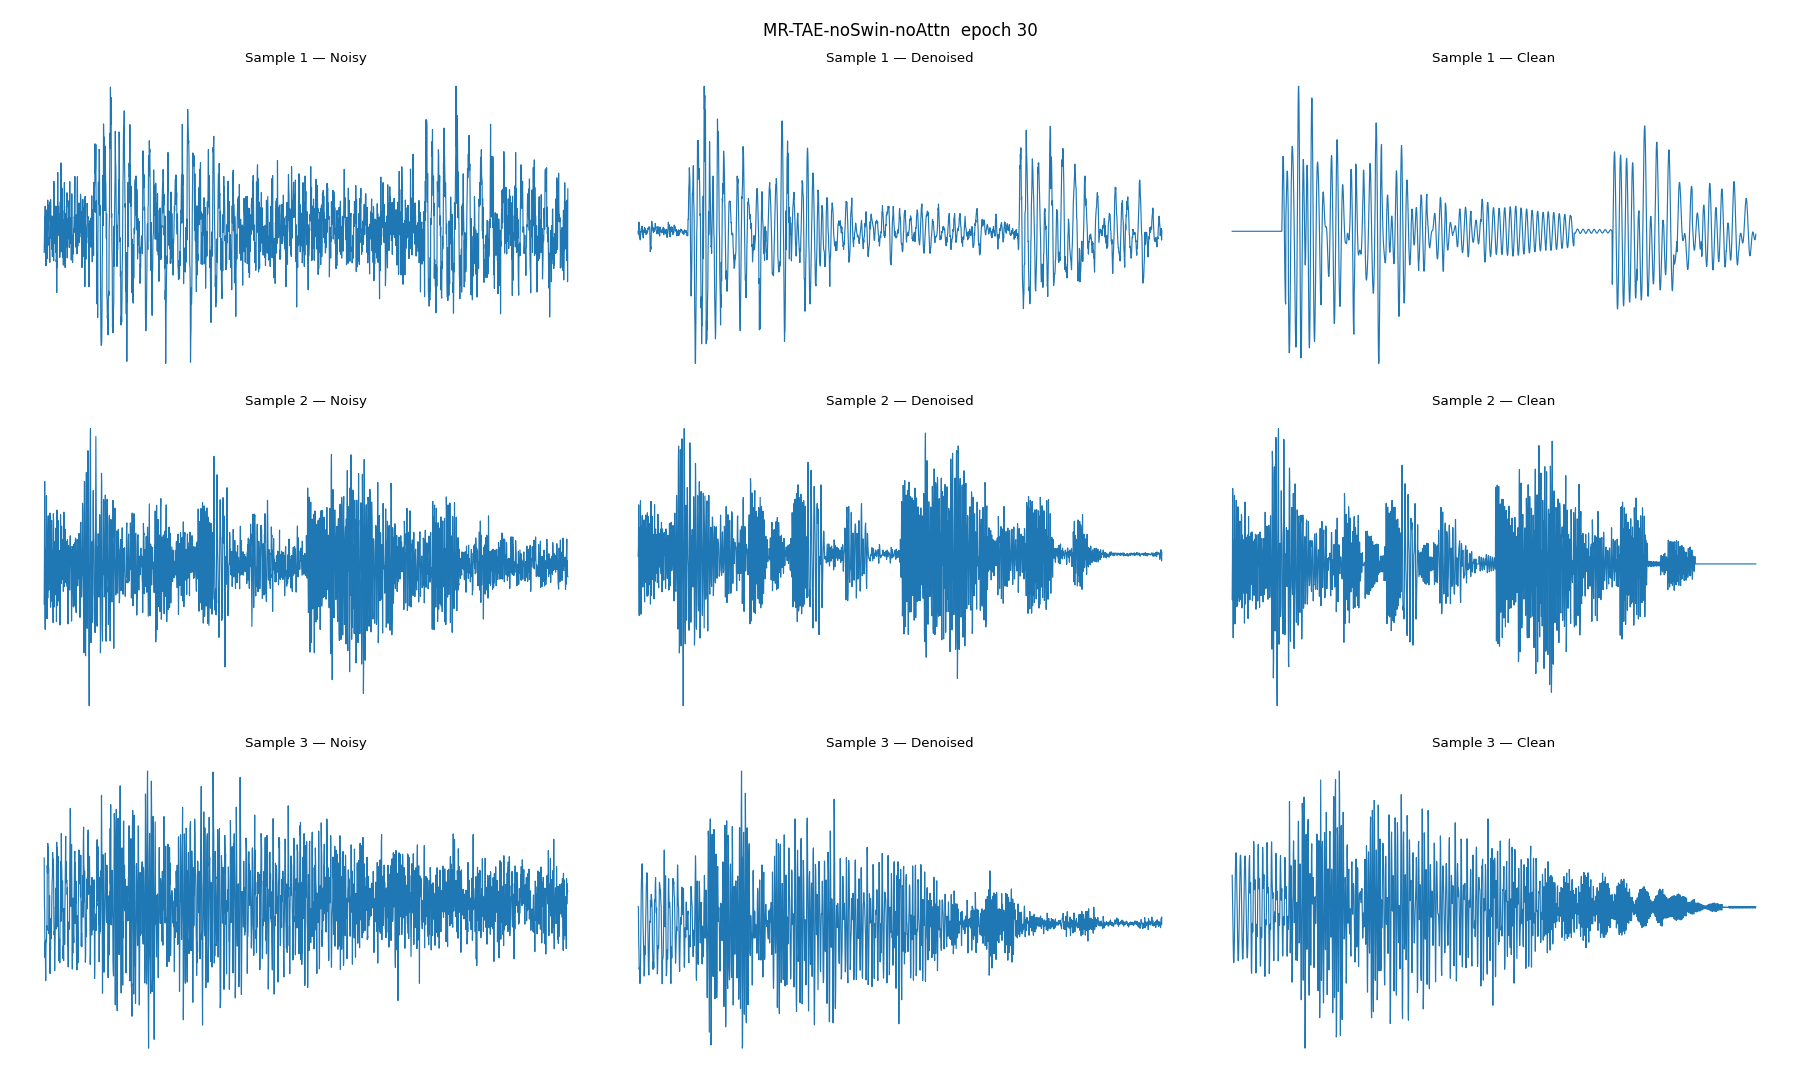 MR-TAE-noSwin-noAttn  epoch 30
Sample 1 — Noisy
Sample 1 — Denoised
Sample 1 — Clean
Sample 2 — Noisy
Sample 2 — Denoised
Sample 2 — Clean
Sample 3 — Noisy
Sample 3 — Denoised
Sample 3 — Clean